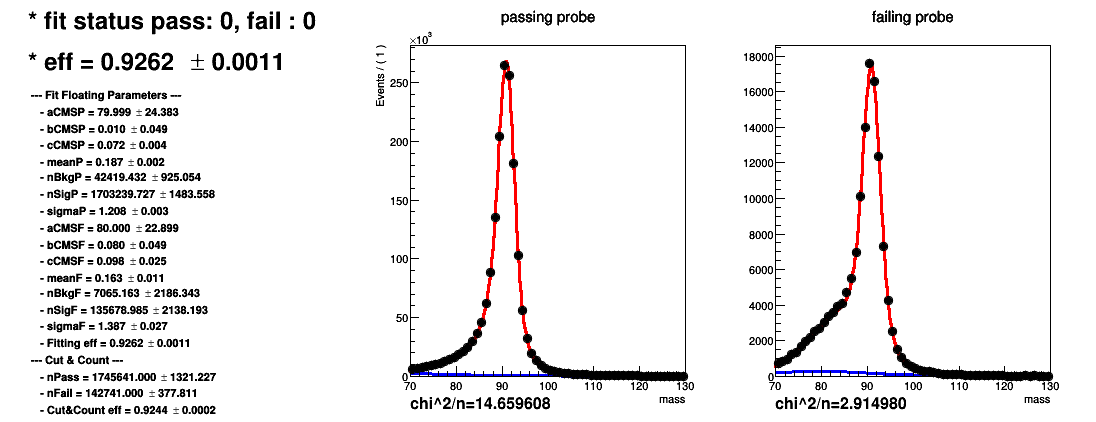 * fit status pass: 0, fail : 0
* eff = 0.9262 ± 0.0011
--- Fit Floating Parameters ---
- aCMSP = 79.999 ± 24.383
- bCMSP = 0.010 ± 0.049
- cCMSP = 0.072 ± 0.004
- meanP = 0.187 ± 0.002
- nBkgP = 42419.432 ± 925.054
- nSigP = 1703239.727 ± 1483.558
- sigmaP = 1.208 ± 0.003
- aCMSF = 80.000 ± 22.899
- bCMSF = 0.080 ± 0.049
- cCMSF = 0.098 ± 0.025
- meanF = 0.163 ± 0.011
- nBkgF = 7065.163 ± 2186.343
- nSigF = 135678.985 ± 2138.193
- sigmaF = 1.387 ± 0.027
- Fitting eff = 0.9262 ± 0.0011
--- Cut & Count ---
- nPass = 1745641.000 ± 1321.227
- nFail = 142741.000 ± 377.811
- Cut&Count eff = 0.9244 ± 0.0002
passing probe
×10³
Events / ( 1 )
250
200
150
100
50
0
70 80 90 100 110 120 130
mass
chi^2/n=14.659608
failing probe
18000
16000
14000
12000
10000
8000
6000
4000
2000
0
70 80 90 100 110 120 130
mass
chi^2/n=2.914980